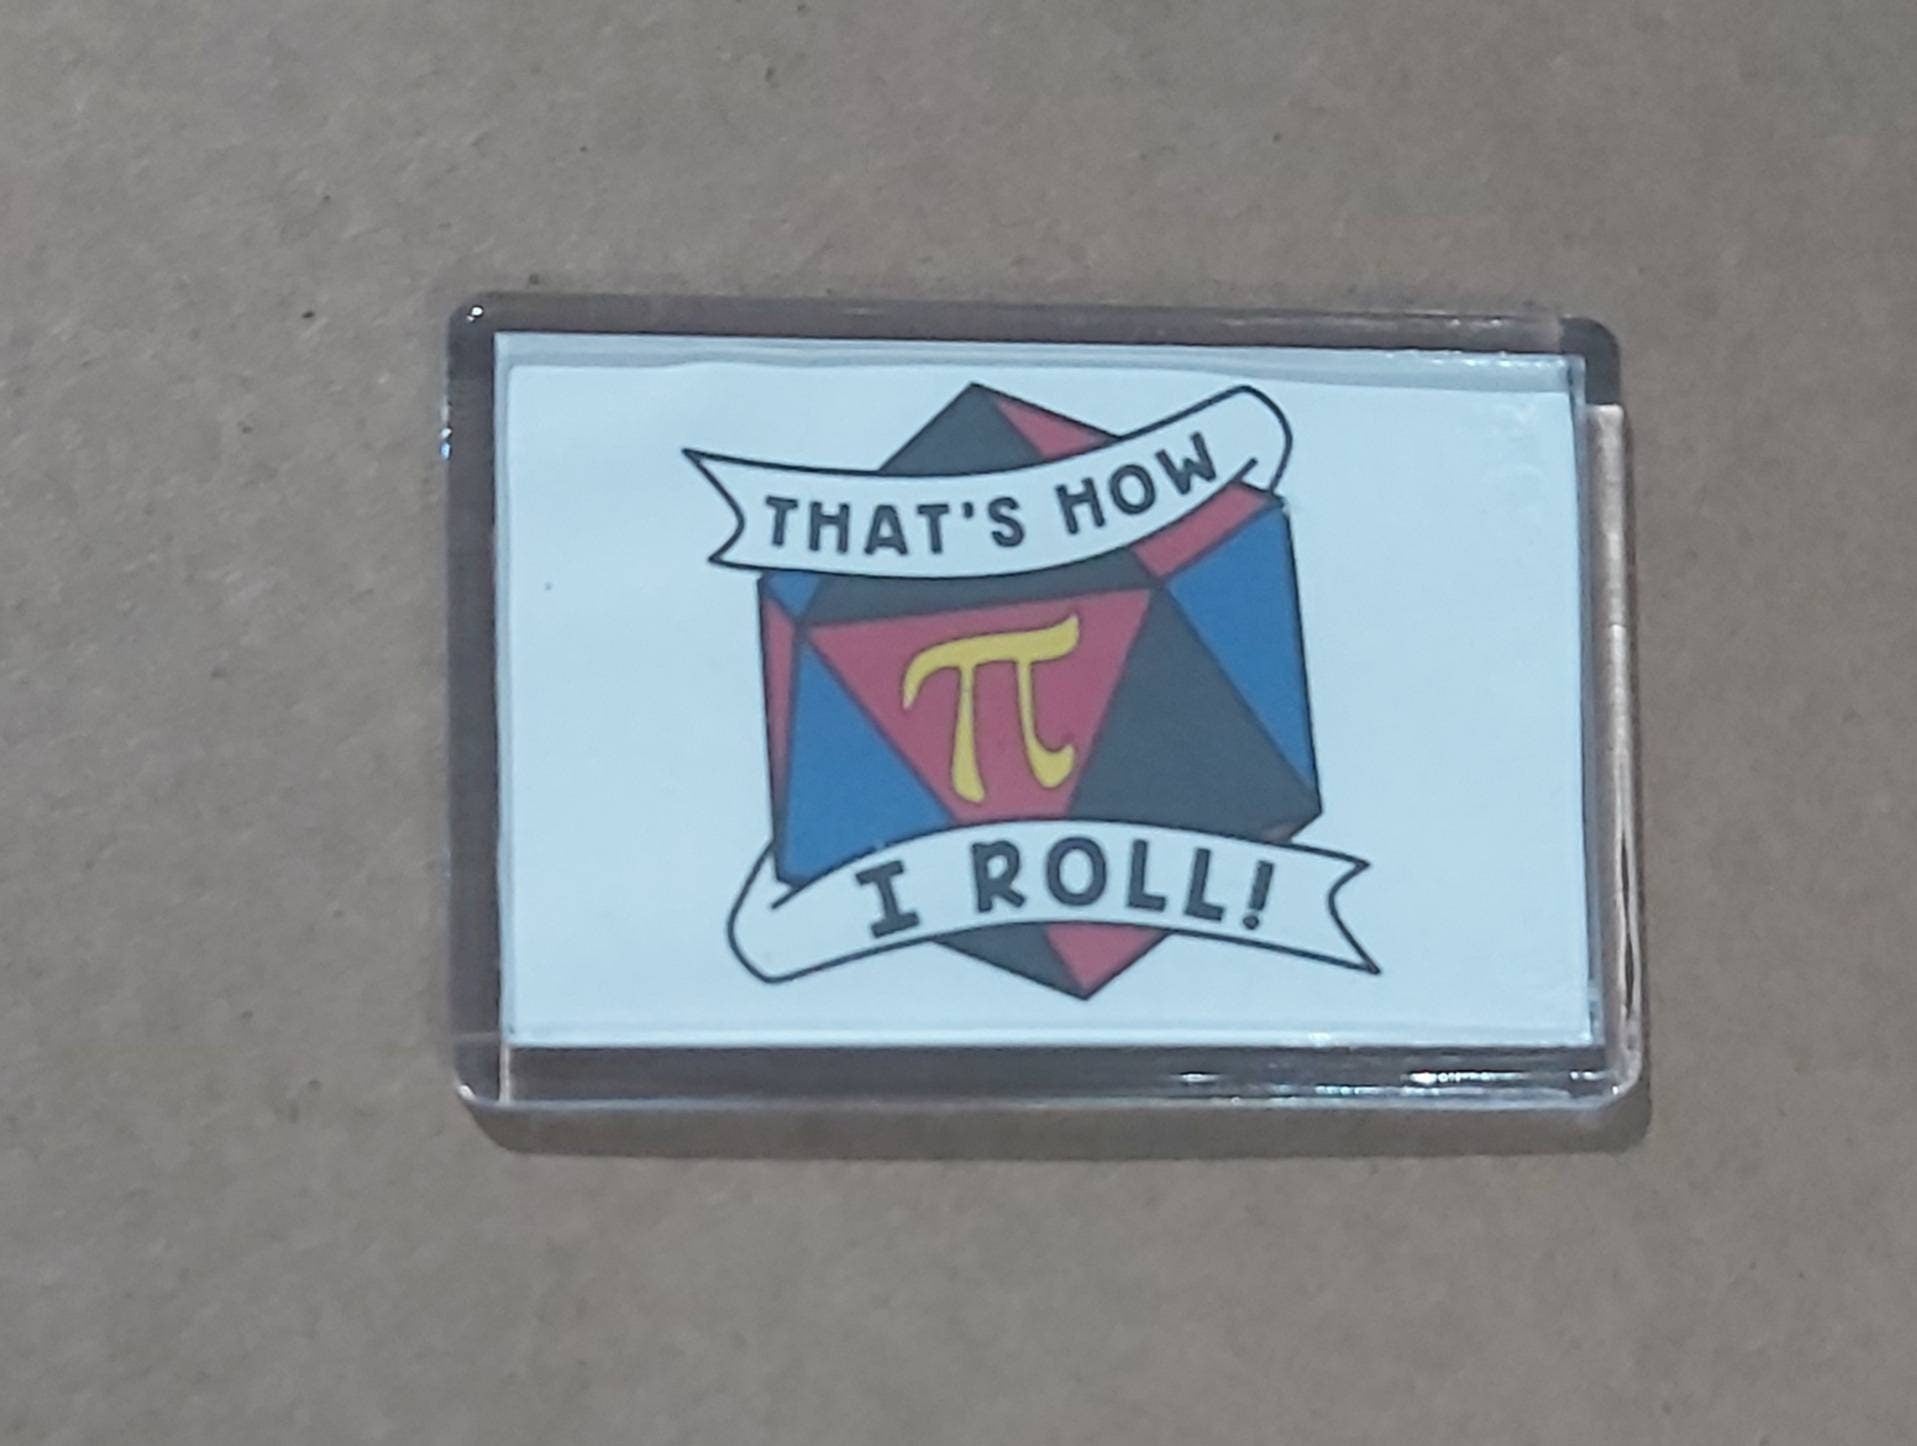 THAT'S HOW
π
I ROLL!